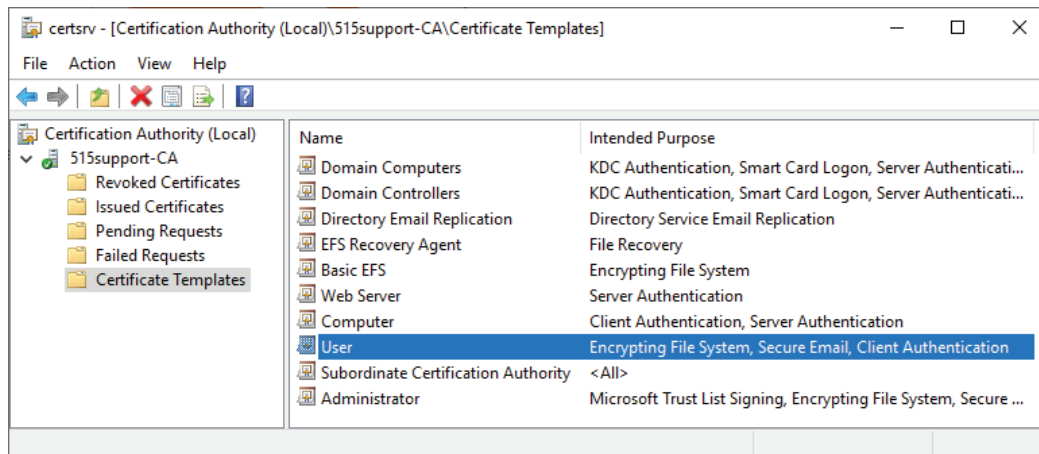 certsrv - [Certification Authority (Local)\515support-CA\Certificate Templates]
File Action View Help
Certification Authority (Local)
515support-CA
Revoked Certificates
Issued Certificates
Pending Requests
Failed Requests
Certificate Templates
Name Intended Purpose
Domain Computers KDC Authentication, Smart Card Logon, Server Authenticati...
Domain Controllers KDC Authentication, Smart Card Logon, Server Authenticati...
Directory Email Replication Directory Service Email Replication
EFS Recovery Agent File Recovery
Basic EFS Encrypting File System
Web Server Server Authentication
Computer Client Authentication, Server Authentication
User Encrypting File System, Secure Email, Client Authentication
Subordinate Certification Authority <All>
Administrator Microsoft Trust List Signing, Encrypting File System, Secure ...